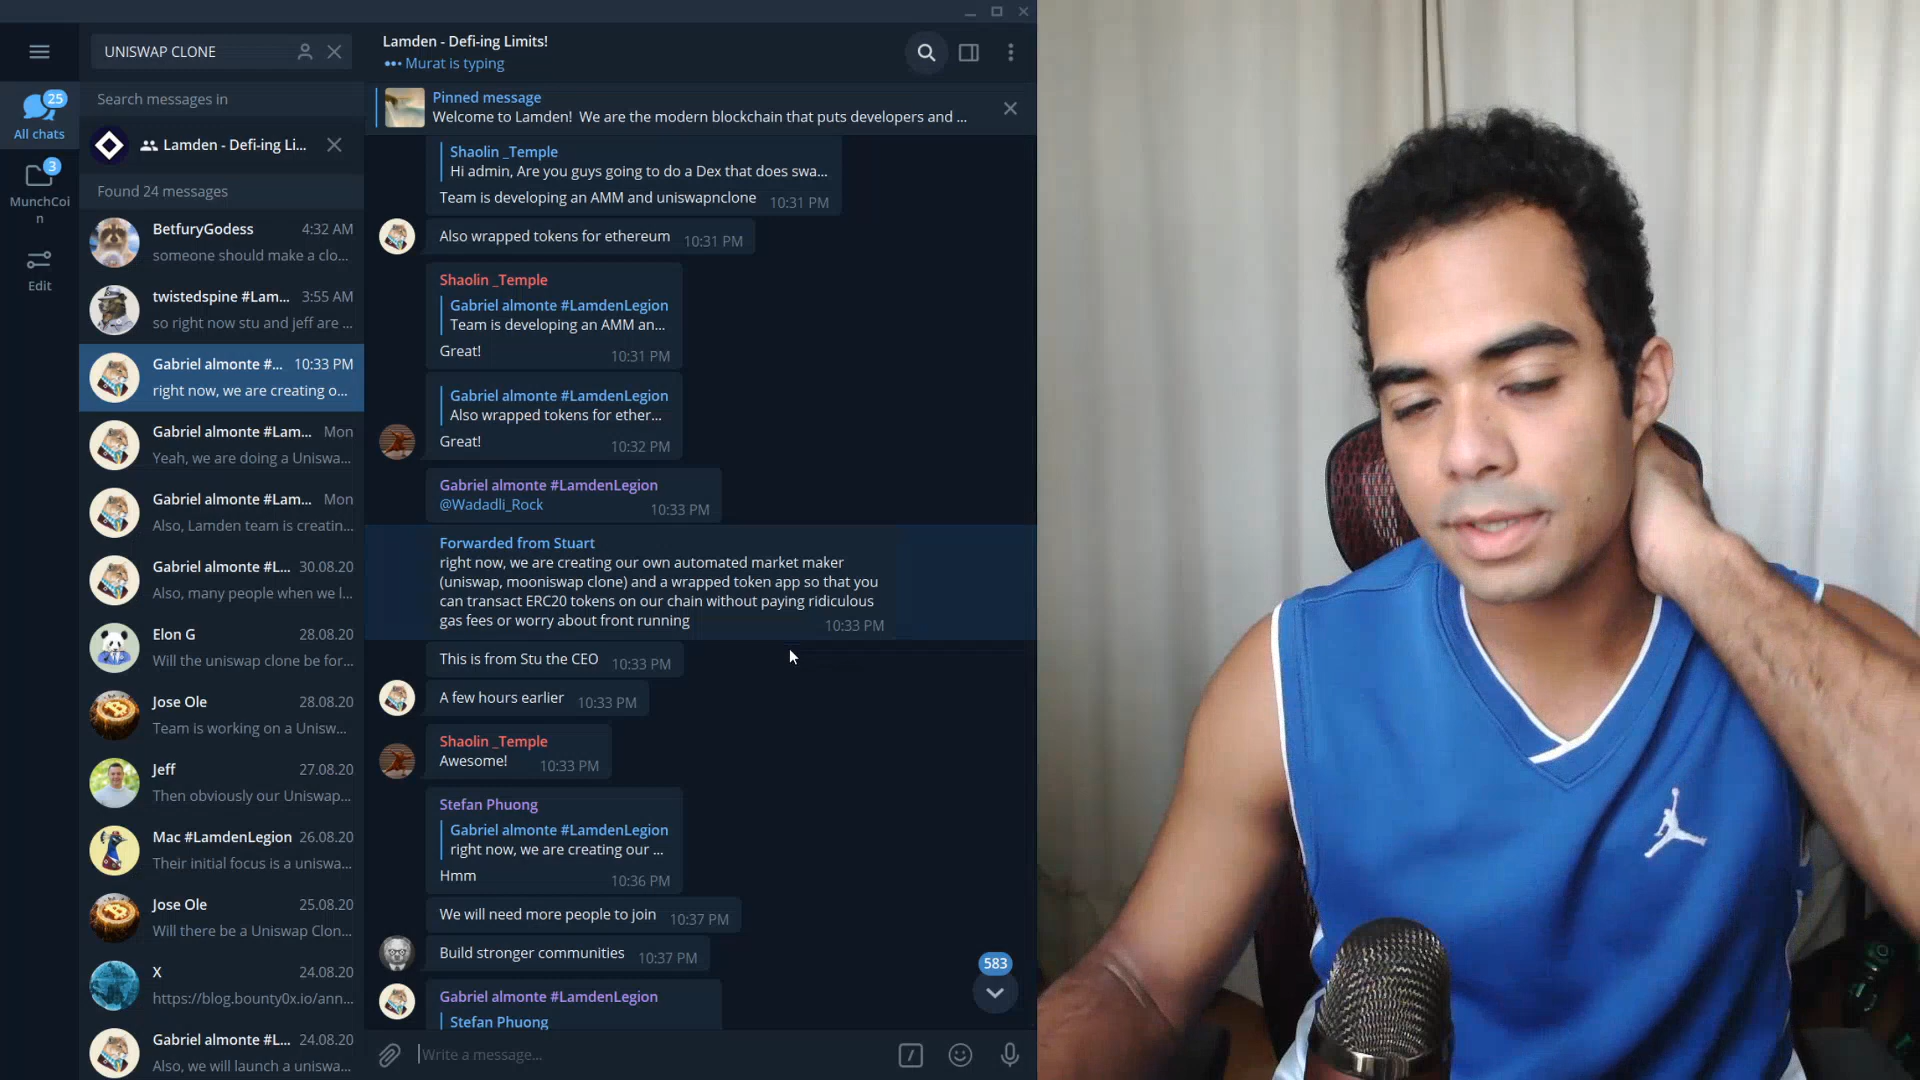 UNISWAP CLONE
Search messages in
Lamden - Defi-ing Li...
Found 24 messages
25
All chats
3
MunchCoi
n
Edit
BetfuryGodess 4:32 AM
someone should make a clo...
twistedspine #Lam... 3:55 AM
so right now stu and jeff are ...
Gabriel almonte #... 10:33 PM
right now, we are creating o...
Gabriel almonte #Lam... Mon
Yeah, we are doing a Uniswa...
Gabriel almonte #Lam... Mon
Also, Lamden team is creatin...
Gabriel almonte #L... 30.08.20
Also, many people when we l...
Elon G 28.08.20
Will the uniswap clone be for...
Jose Ole 28.08.20
Team is working on a Unisw...
Jeff 27.08.20
Then obviously our Uniswap...
Mac #LamdenLegion 26.08.20
Their initial focus is a uniswa...
Jose Ole 25.08.20
Will there be a Uniswap Clon...
X 24.08.20
https://blog.bounty0x.io/ann...
Gabriel almonte #L... 24.08.20
Also, we will launch a uniswa...
Lamden - Defi-ing Limits!
Murat is typing
Pinned message
Welcome to Lamden! We are the modern blockchain that puts developers and ...
Shaolin _Temple
Hi admin, Are you guys going to do a Dex that does swa...
Team is developing an AMM and uniswapnclone 10:31 PM
Also wrapped tokens for ethereum 10:31 PM
Shaolin _Temple
Gabriel almonte #LamdenLegion
Team is developing an AMM an...
Great! 10:31 PM
Gabriel almonte #LamdenLegion
Also wrapped tokens for ether...
Great! 10:32 PM
Gabriel almonte #LamdenLegion
@Wadadli_Rock 10:33 PM
Forwarded from Stuart
right now, we are creating our own automated market maker
(uniswap, mooniswap clone) and a wrapped token app so that you
can transact ERC20 tokens on our chain without paying ridiculous
gas fees or worry about front running 10:33 PM
This is from Stu the CEO 10:33 PM
A few hours earlier 10:33 PM
Shaolin _Temple
Awesome! 10:33 PM
Stefan Phuong
Gabriel almonte #LamdenLegion
right now, we are creating our ...
Hmm 10:36 PM
We will need more people to join 10:37 PM
Build stronger communities 10:37 PM
583
Gabriel almonte #LamdenLegion
Stefan Phuong
Write a message...